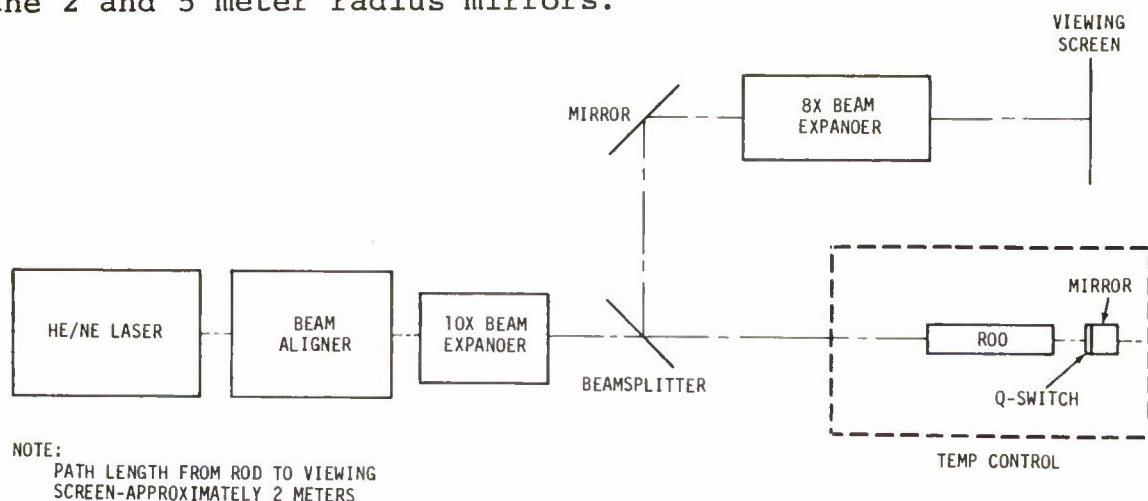 the 2 and 5 meter radius mirrors.
VIEWING
SCREEN
MIRROR
8X BEAM
EXPANOER
HE/NE LASER
BEAM
ALIGNER
10X BEAM
EXPANDER
BEAMSPLITTER
ROO
MIRROR
Q-SWITCH
TEMP CONTROL
NOTE:
PATH LENGTH FROM ROD TO VIEWING
SCREEN-APPROXIMATELY 2 METERS